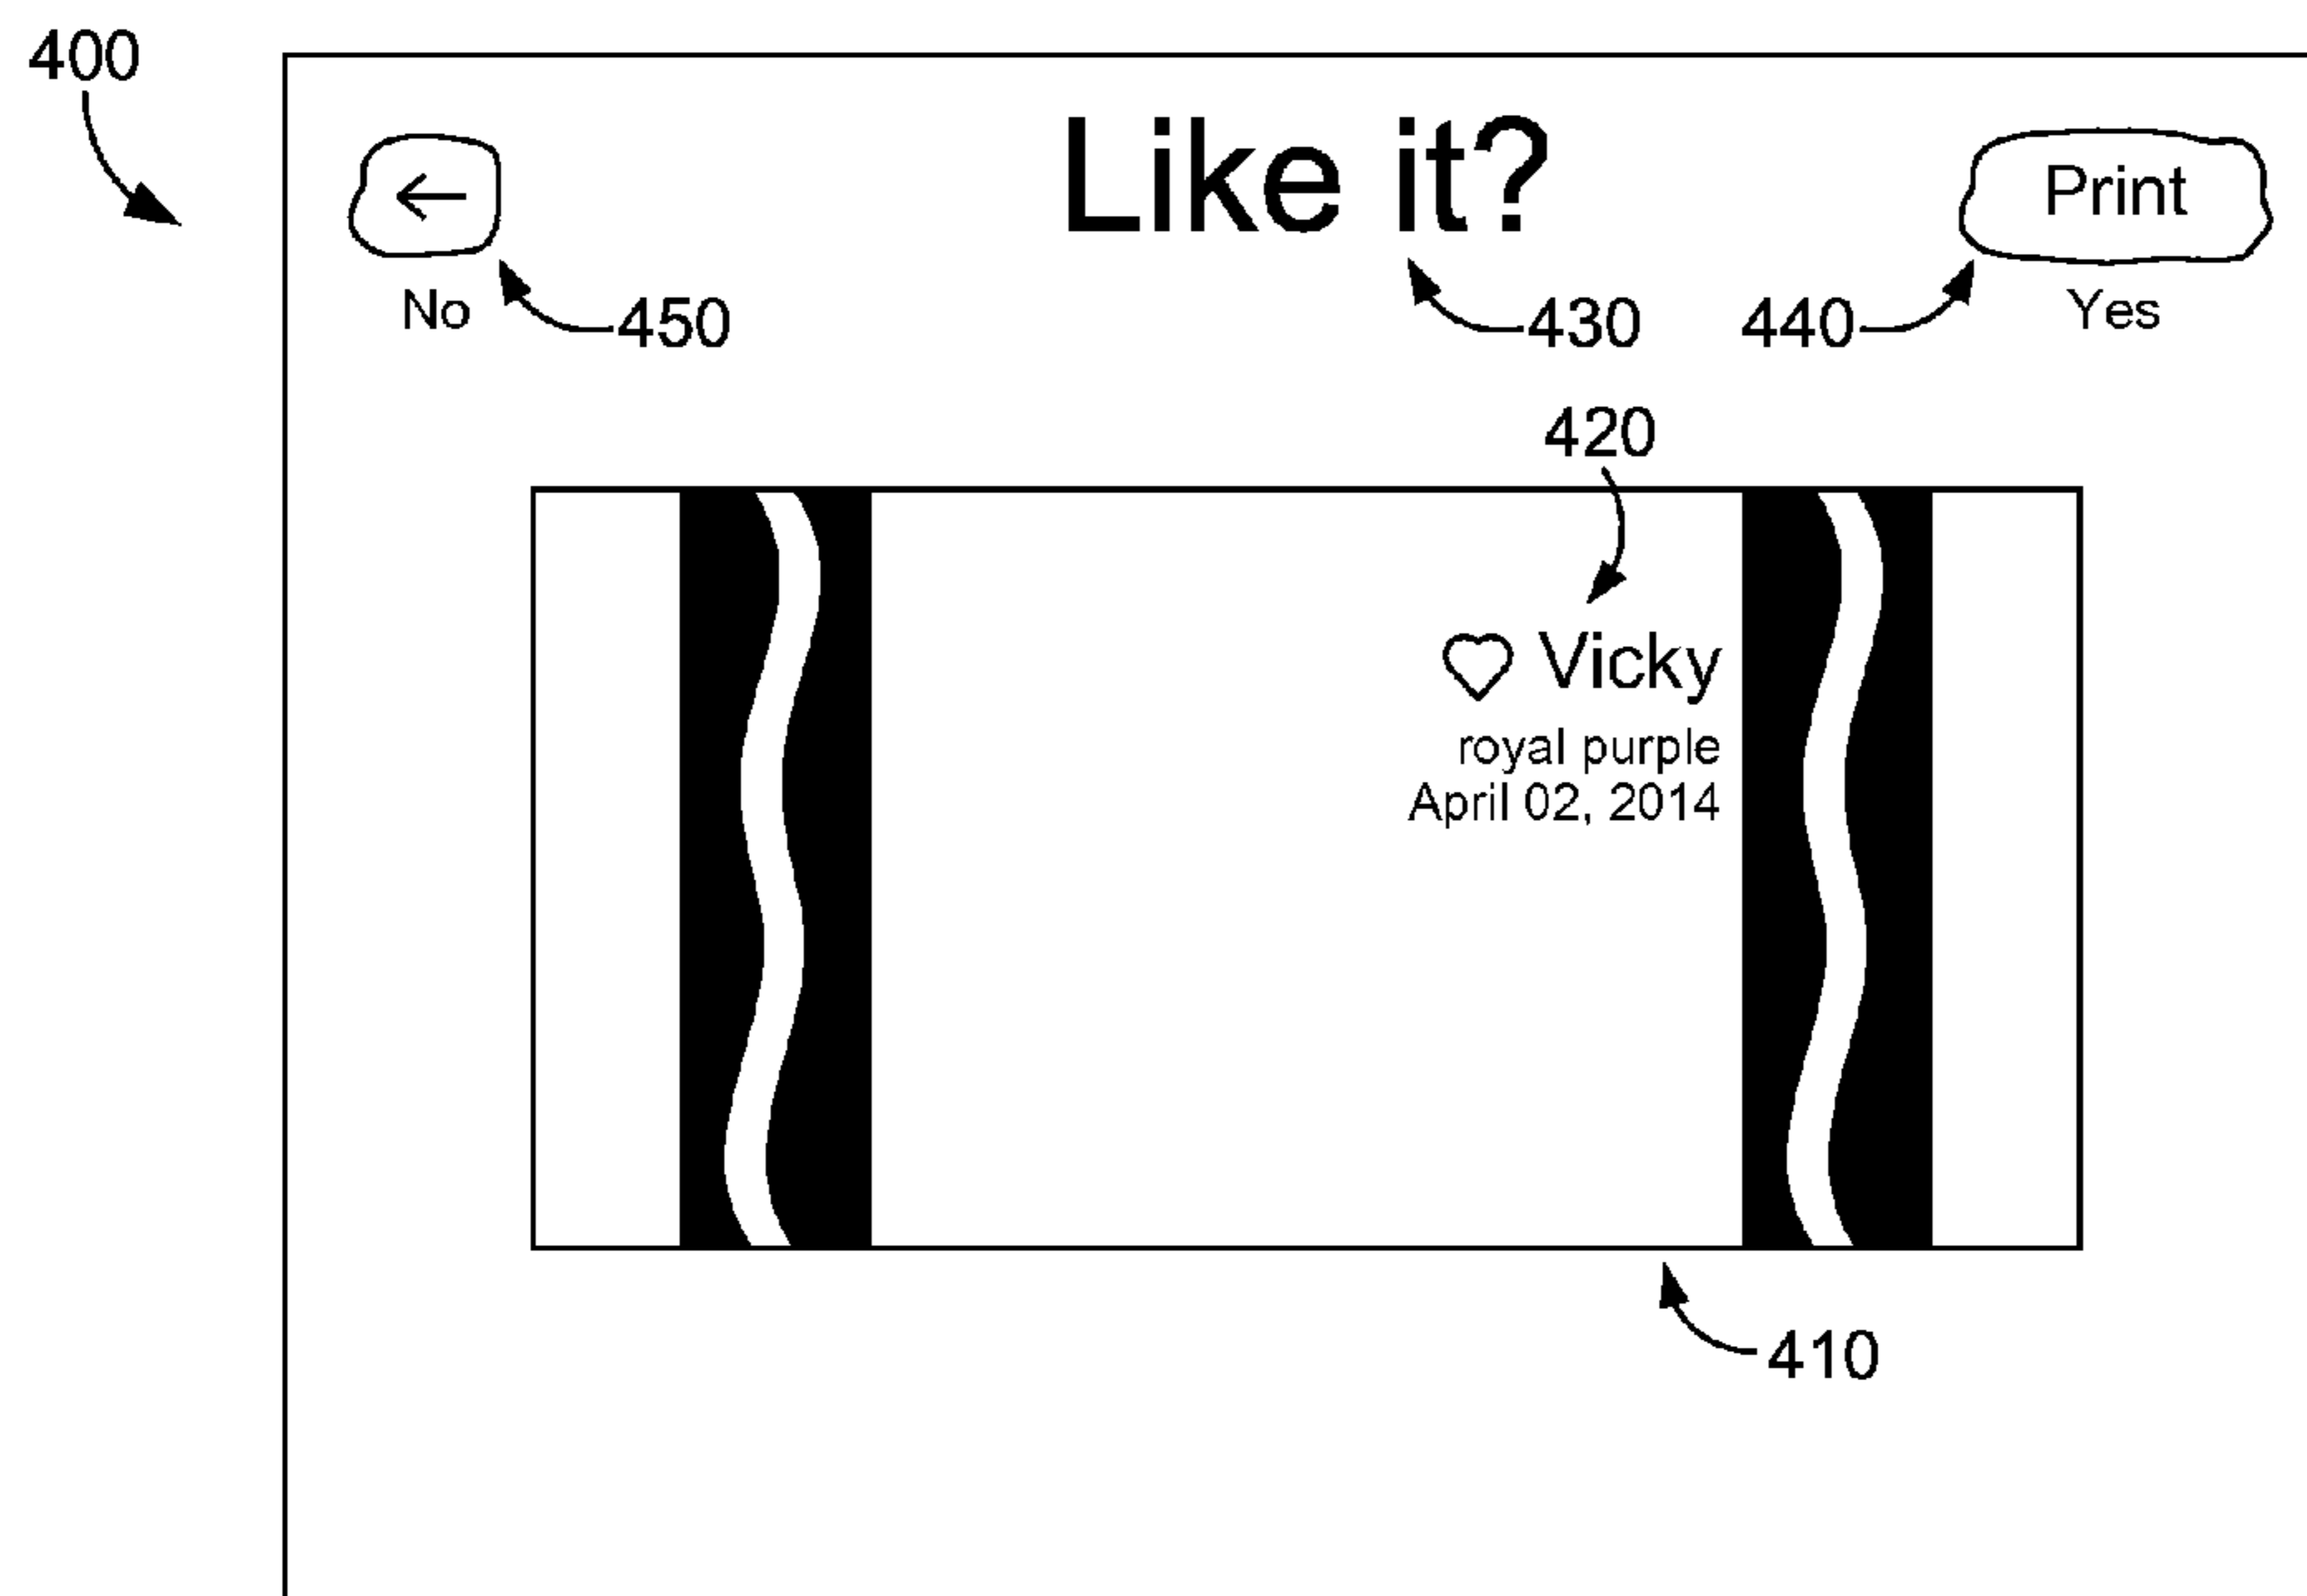 400
Like it?
Print
No
450
430
440
Yes
420
Vicky
royal purple
April 02, 2014
410